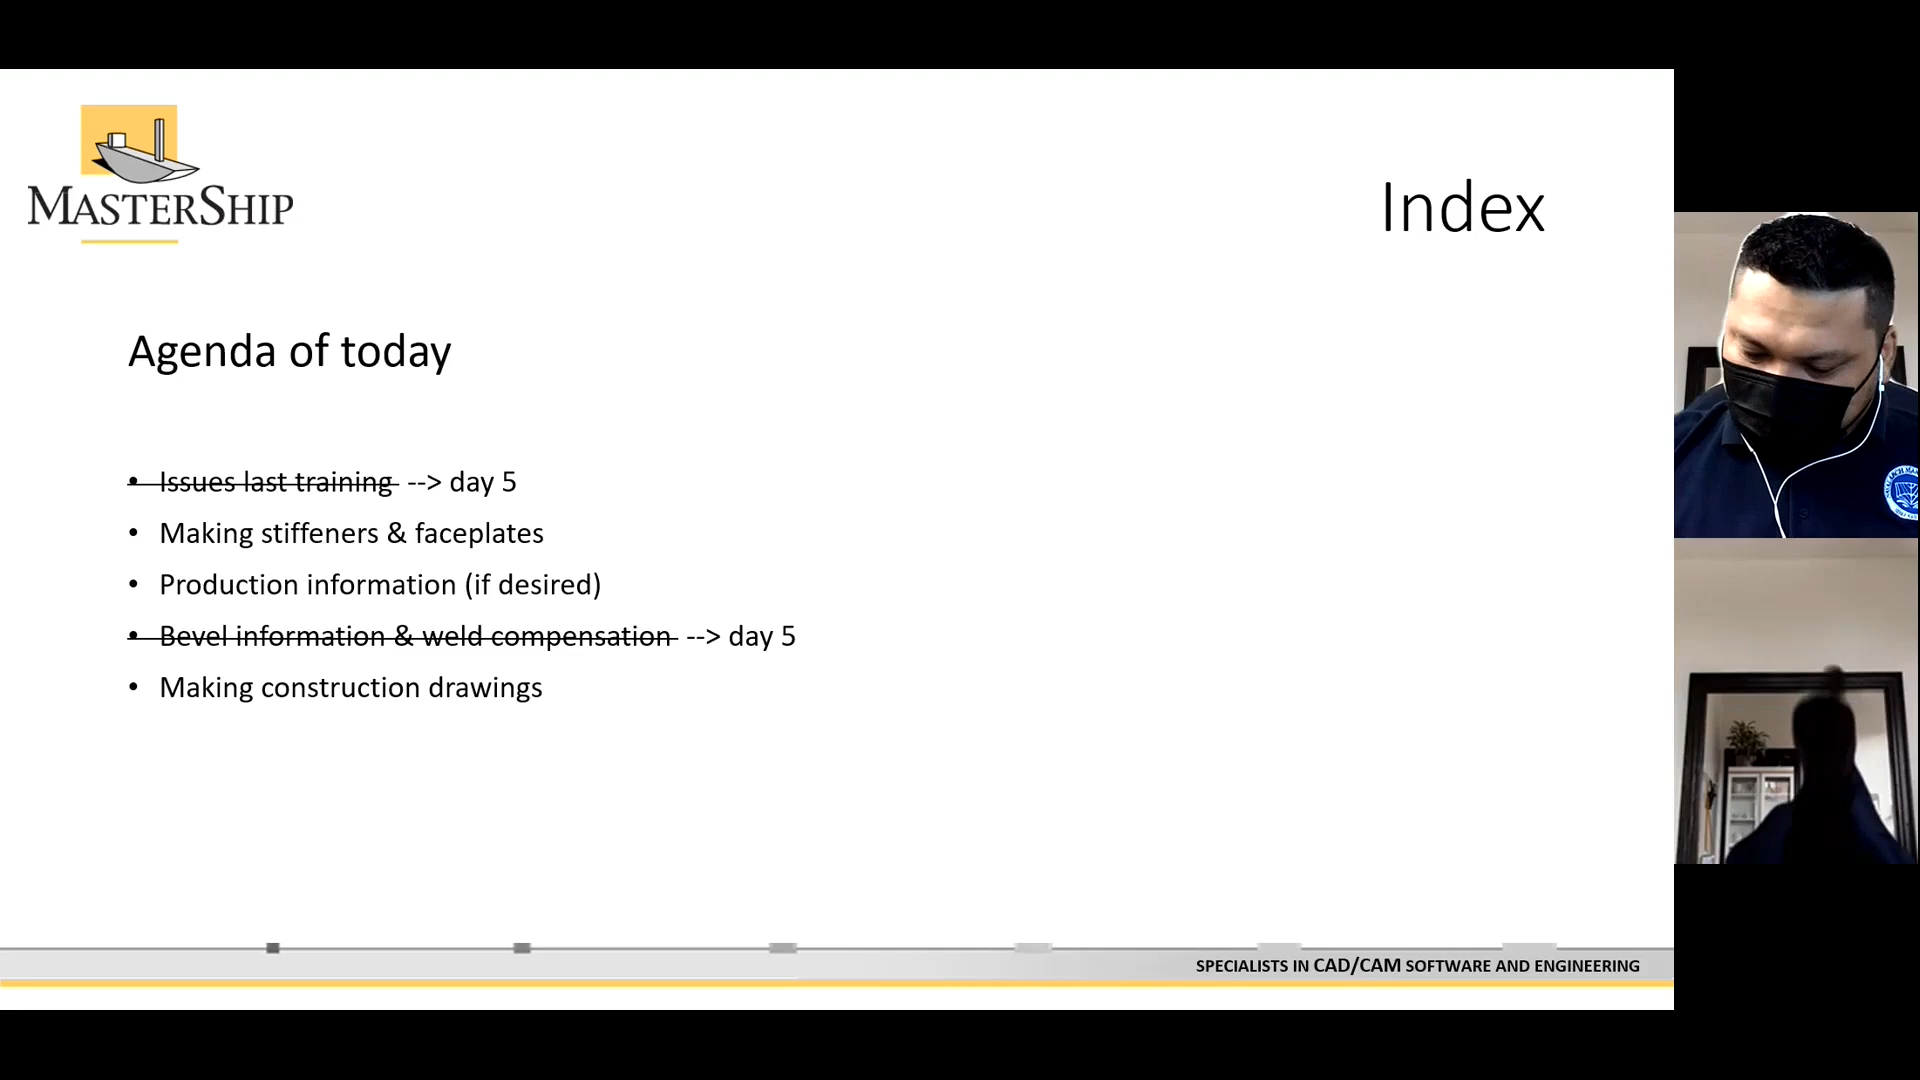 MASTERSHIP
Index
Agenda of today
• Issues last training --> day 5
• Making stiffeners & faceplates
• Production information (if desired)
• Bevel information & weld compensation --> day 5
• Making construction drawings
SPECIALISTS IN CAD/CAM SOFTWARE AND ENGINEERING